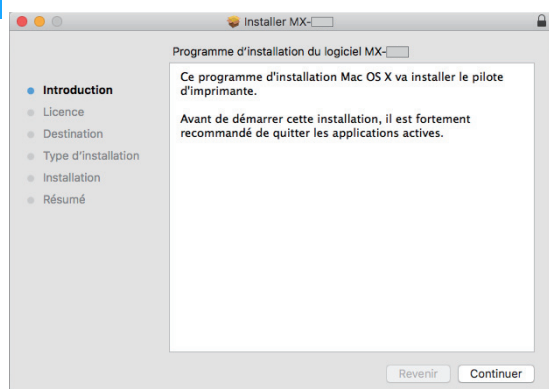 Installer MX-
Programme d'installation du logiciel MX-
Introduction
Licence
Destination
Type d'installation
Installation
Résumé
Ce programme d'installation Mac OS X va installer le pilote
d'imprimante.
Avant de démarrer cette installation, il est fortement
recommandé de quitter les applications actives.
Revenir
Continuer